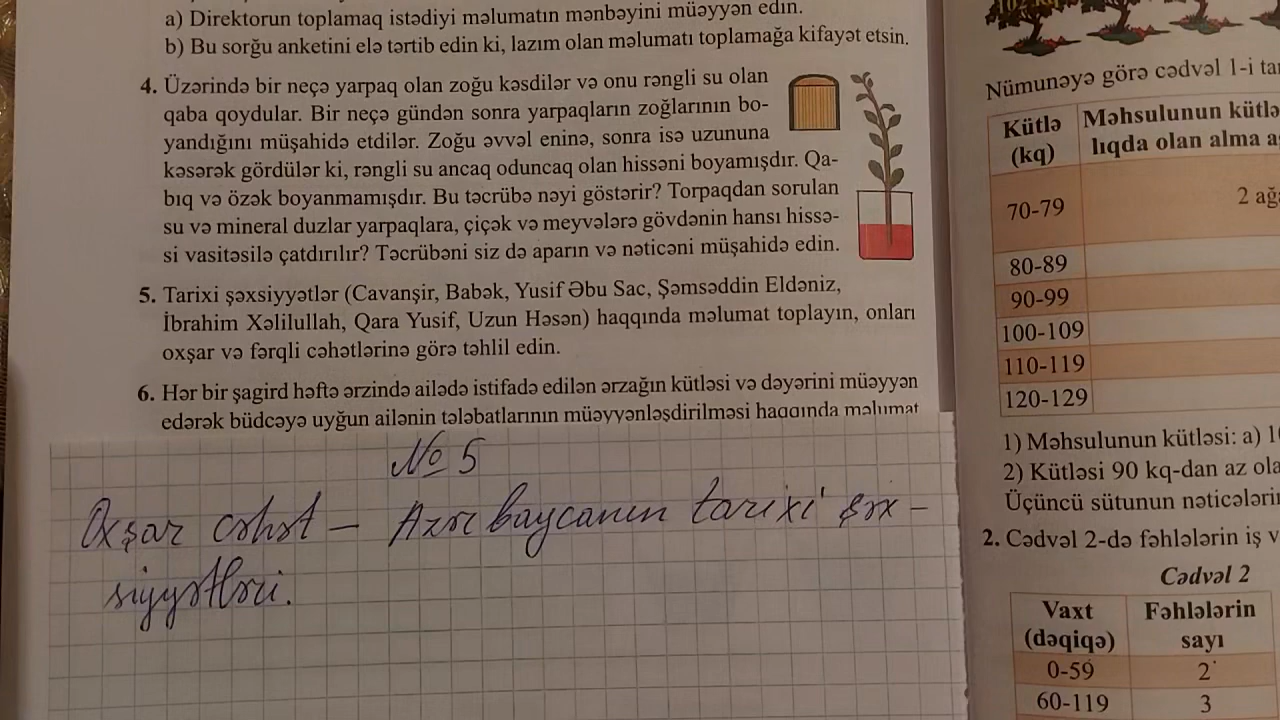 a) Direktorun toplamaq istədiyi məlumatın mənbəyini müəyyən edin.
b) Bu sorğu anketini elə tərtib edin ki, lazım olan məlumatı toplamağa kifayət etsin.
4. Üzərində bir neçə yarpaq olan zoğu kəsdilər və onu rəngli su olan
qaba qoydular. Bir neçə gündən sonra yarpaqların zoğlarının bo-
yandığını müşahidə etdilər. Zoğu əvvəl eninə, sonra isə uzununa
kəsərək gördülər ki, rəngli su ancaq oduncaq olan hissəni boyamışdır. Qa-
bıq və özək boyanmamışdır. Bu təcrübə nəyi göstərir? Torpaqdan sorulan
su və mineral duzlar yarpaqlara, çiçək və meyvələrə gövdənin hansı hissə-
si vasitəsilə çatdırılır? Təcrübəni siz də aparın və nəticəni müşahidə edin.
5. Tarixi şəxsiyyətlər (Cavanşir, Babək, Yusif Əbu Sac, Şəmsəddin Eldəniz,
İbrahim Xəlilullah, Qara Yusif, Uzun Həsən) haqqında məlumat toplayın, onları
oxşar və fərqli cəhətlərinə görə təhlil edin.
6. Hər bir şagird həftə ərzində ailədə istifadə edilən ərzağın kütləsi və dəyərini müəyyən
edərək büdcəyə uyğun ailənin tələbatlarının müəyyənləşdirilməsi haqqında məlumat
№ 5
Oxşar cəhət – Azərbaycanın tarixi şəx-
siyyətləri.
Nümunəyə görə cədvəl 1-i
Kütlə
(kq)
Məhsulunun
lıqda olan alma
70-79
2
80-89
90-99
100-109
110-119
120-129
1) Məhsulunun kütləsi: a)
2) Kütləsi 90 kq-dan az
Üçüncü sütunun
2. Cədvəl 2-də fəhlələrin iş
Cədvəl 2
Vaxt
(dəqiqə)
Fəhlələrin
sayı
0-59
2
60-119
3